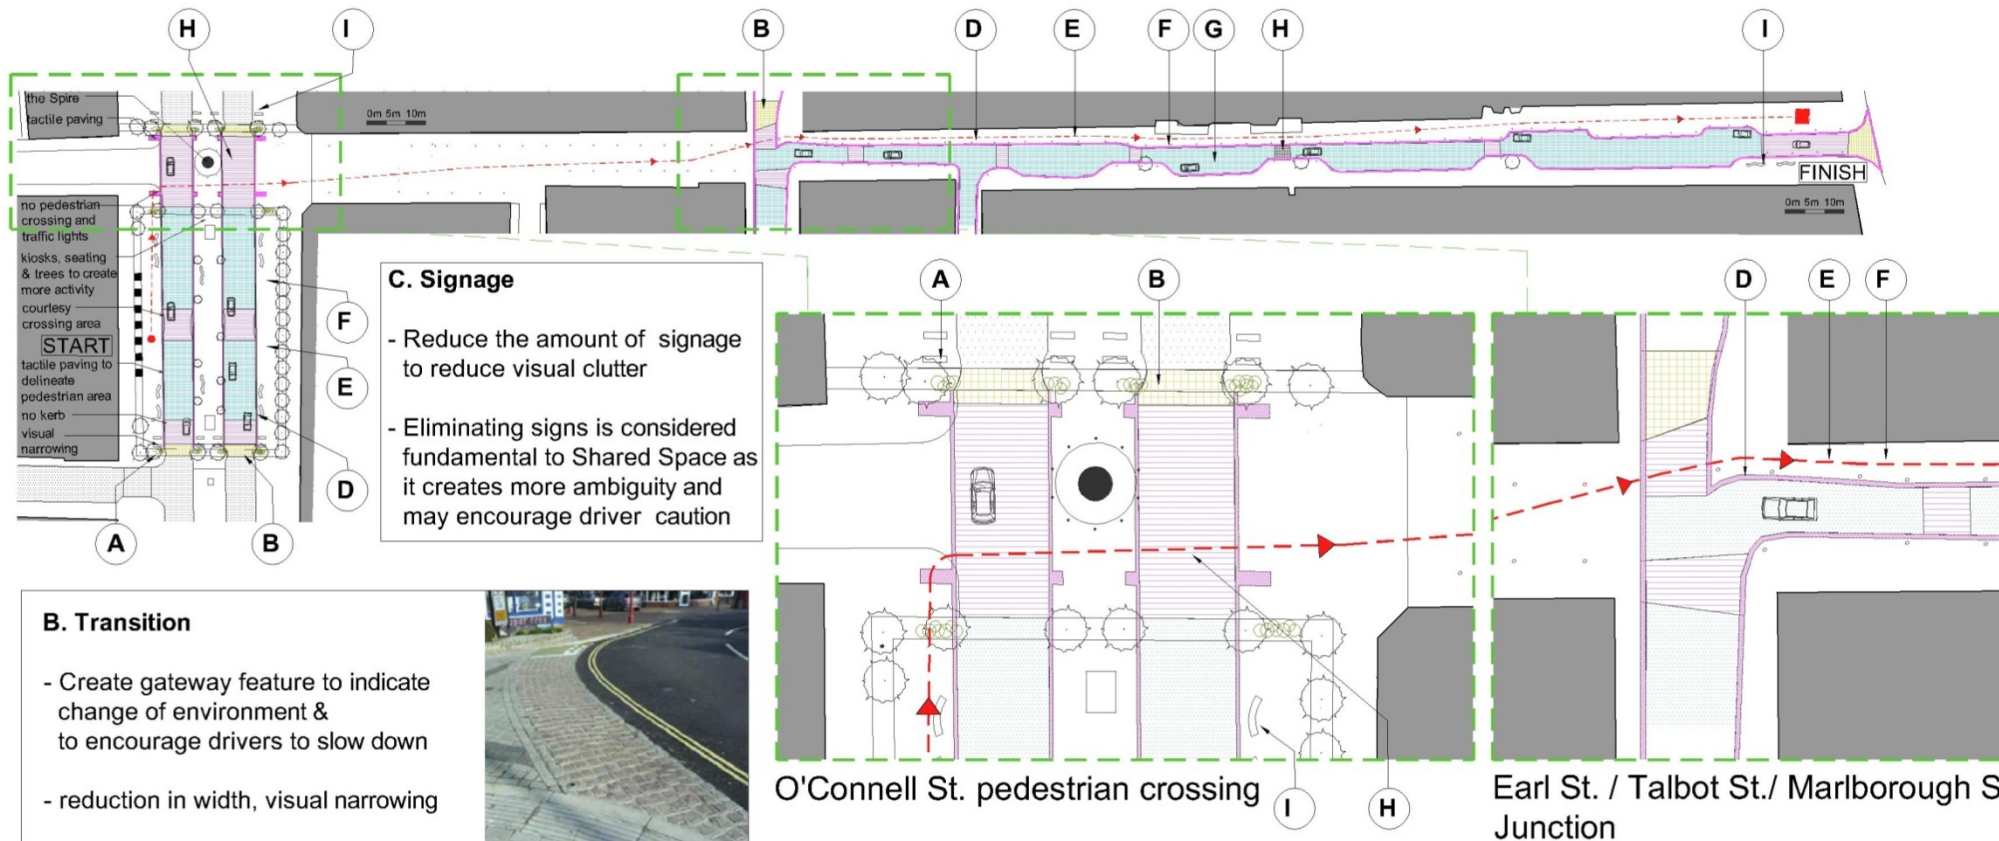 H
I
B
D
E
F
G
H
I
the Spire
tactile paving
0m 5m 10m
no pedestrian
crossing and
traffic lights
kiosks, seating
& trees to create
more activity
courtesy
crossing area
START
tactile paving to
delineate
pedestrian area
no kerb
visual
narrowing
F
E
D
A
B
FINISH
0m 5m 10m
C. Signage
- Reduce the amount of signage
to reduce visual clutter
- Eliminating signs is considered
fundamental to Shared Space as
it creates more ambiguity and
may encourage driver caution
B. Transition
- Create gateway feature to indicate
change of environment &
to encourage drivers to slow down
- reduction in width, visual narrowing
A
B
O'Connell St. pedestrian crossing
I
H
D
E
F
Earl St. / Talbot St./ Marlborough S
Junction